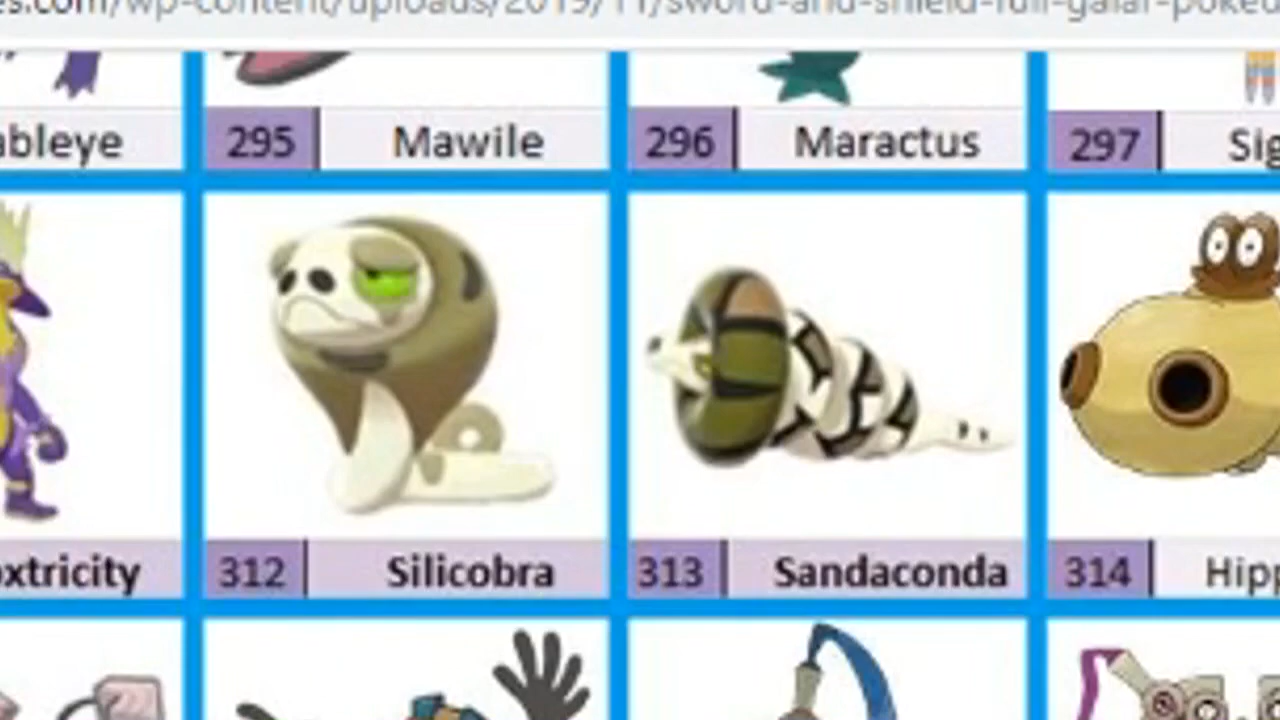 es.com/wp-content/uploads/2019/11/sword-and-shield-full-galar-poked
ableye 295 Mawile 296 Maractus 297 Sig
oxtricity 312 Silicobra 313 Sandaconda 314 Hipp